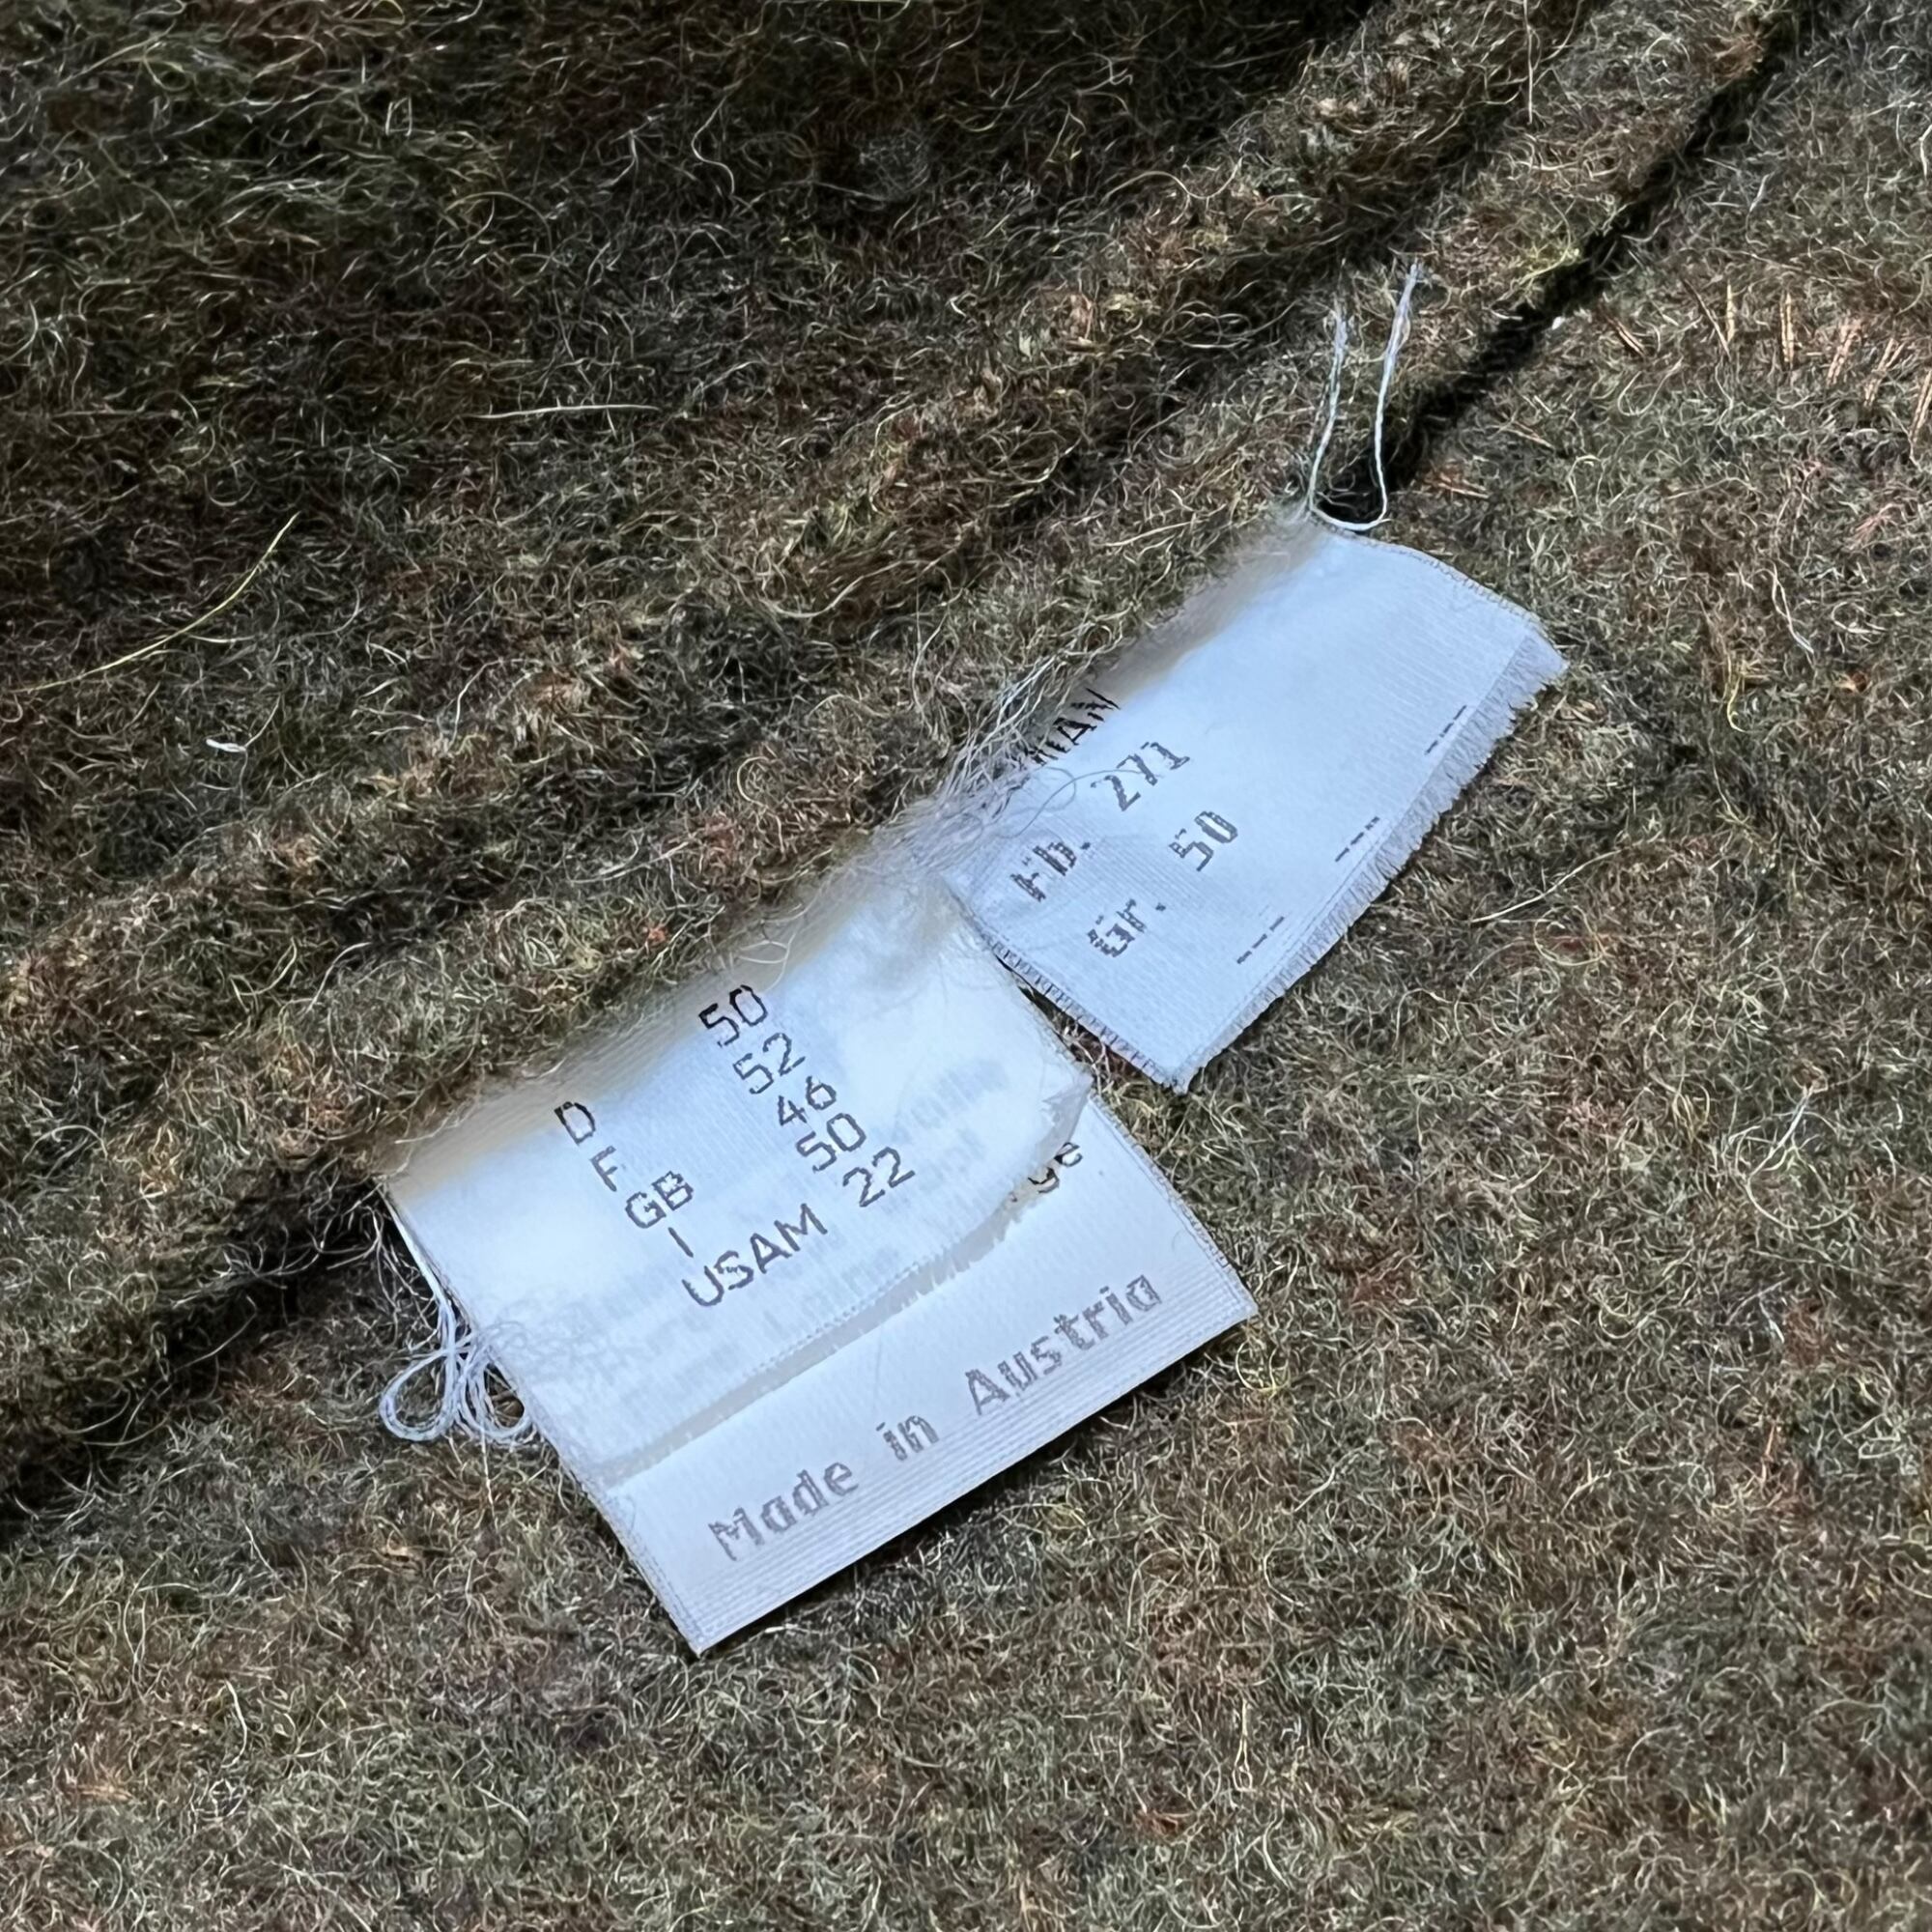 D 50
F 52
GB 46
I 50
USAM 22
Made in Austria
Fb. 271
Gr. 50